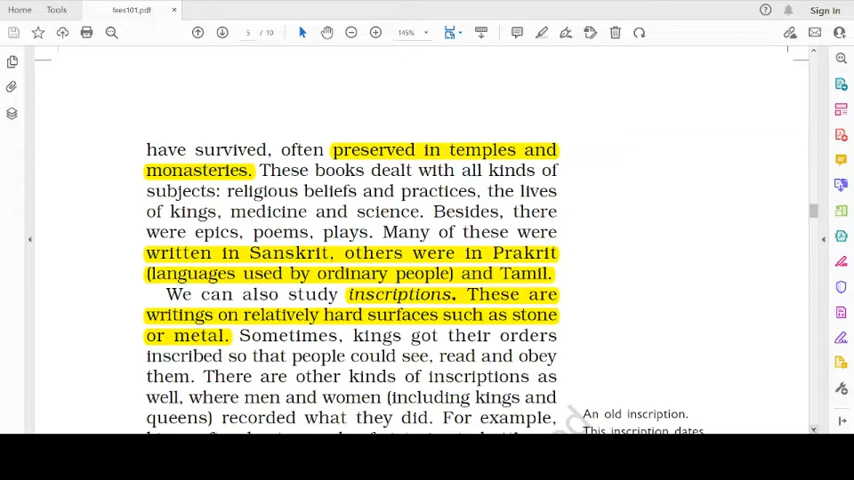 Home Tools fees101.pdf × Sign In
5 / 10 145%
have survived, often preserved in temples and
monasteries. These books dealt with all kinds of
subjects: religious beliefs and practices, the lives
of kings, medicine and science. Besides, there
were epics, poems, plays. Many of these were
written in Sanskrit, others were in Prakrit
(languages used by ordinary people) and Tamil.
We can also study inscriptions. These are
writings on relatively hard surfaces such as stone
or metal. Sometimes, kings got their orders
inscribed so that people could see, read and obey
them. There are other kinds of inscriptions as
well, where men and women (including kings and
queens) recorded what they did. For example,
An old inscription.
This inscription dates